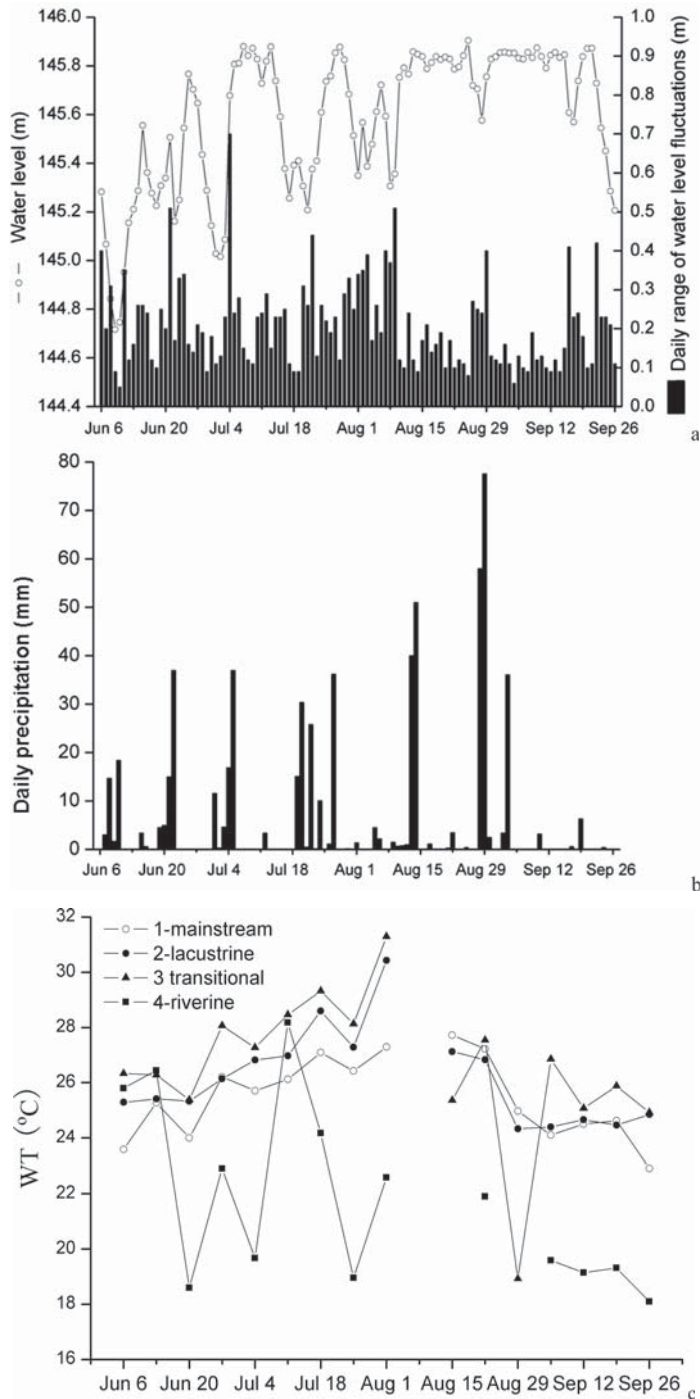 146.0
145.8
145.6
145.4
145.2
145.0
144.8
144.6
144.4
–o– Water level (m)
1.0
0.9
0.8
0.7
0.6
0.5
0.4
0.3
0.2
0.1
0.0
Daily range of water level fluctuations (m)
Jun 6 Jun 20 Jul 4 Jul 18 Aug 1 Aug 15 Aug 29 Sep 12 Sep 26
a
80
70
60
50
40
30
20
10
0
Daily precipitation (mm)
Jun 6 Jun 20 Jul 4 Jul 18 Aug 1 Aug 15 Aug 29 Sep 12 Sep 26
b
32
30
28
26
24
22
20
18
16
WT (°C)
1-mainstream
2-lacustrine
3 transitional
4-riverine
Jun 6 Jun 20 Jul 4 Jul 18 Aug 1 Aug 15 Aug 29 Sep 12 Sep 26
c